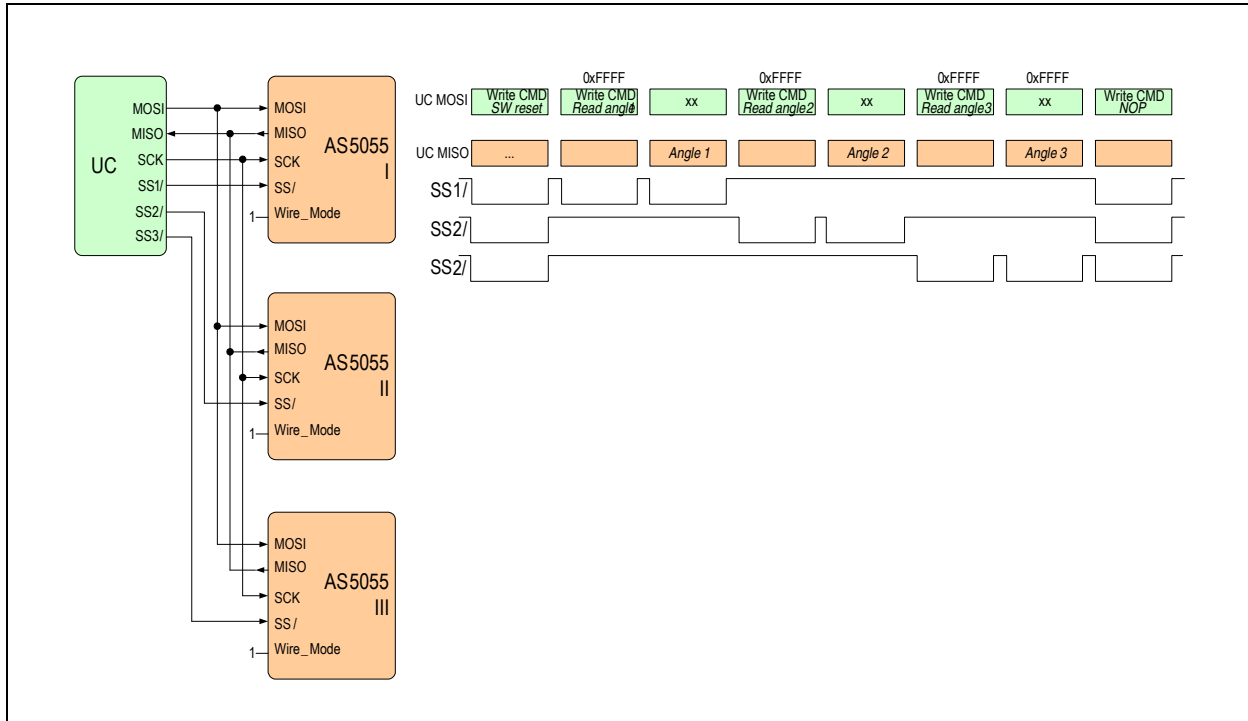 UC
MOSI
MISO
SCK
SS1/
SS2/
SS3/
MOSI
MISO
SCK
SS/
Wire_Mode
1
AS5055
I
MOSI
MISO
SCK
SS/
Wire_Mode
1
AS5055
II
MOSI
MISO
SCK
SS/
Wire_Mode
1
AS5055
III
0xFFFF 0xFFFF 0xFFFF 0xFFFF
UC MOSI
Write CMD
SW reset
Write CMD
Read angle1
xx
Write CMD
Read angle2
xx
Write CMD
Read angle3
xx
Write CMD
NOP
UC MISO
...
Angle 1
Angle 2
Angle 3
SS1/
SS2/
SS2/